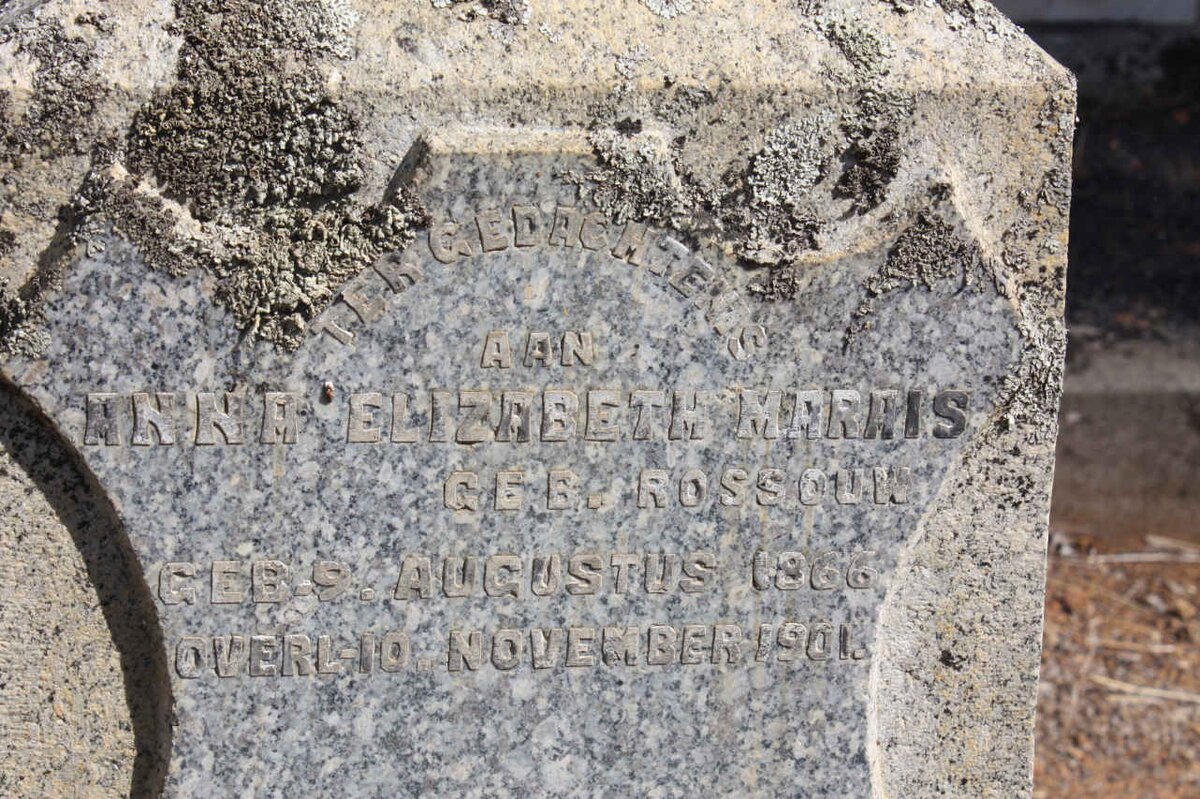 TER GEDACHTENIS
AAN
ANNA ELIZABETH MARAIS
GEB. ROSSOUW
GEB-9. AUGUSTUS 1866
OVERL-10. NOVEMBER-1901.